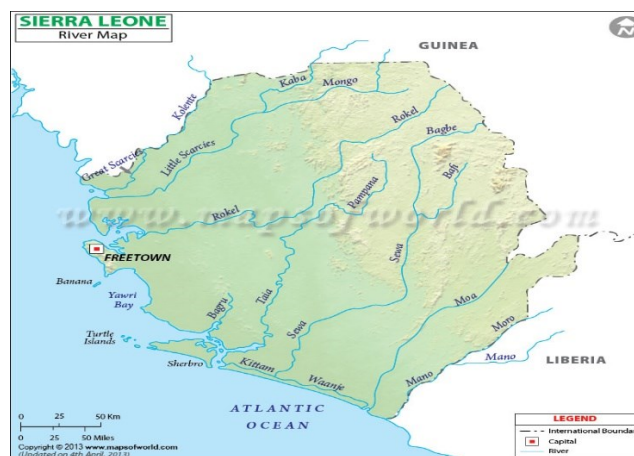 SIERRA LEONE
River Map
GUINEA
N
Kaba
Mongo
Kolente
Rokel
Great Scarcies
Little Scarcies
Bagbe
Bafi
Pampana
www.mapsofworld.com
Rokel
FREETOWN
Sewa
Banana
Yawri
Bay
Bagru
Taia
Moa
Moro
Turtle
Islands
Sewa
Mano
LIBERIA
Sherbro
Kittam
Waanje
Mano
ATLANTIC
OCEAN
0 25 50 Km
0 25 50 Miles
Copyright © 2013 www.mapsofworld.com
(Updated on 4th April, 2013)
LEGEND
International Bounda
Capital
River